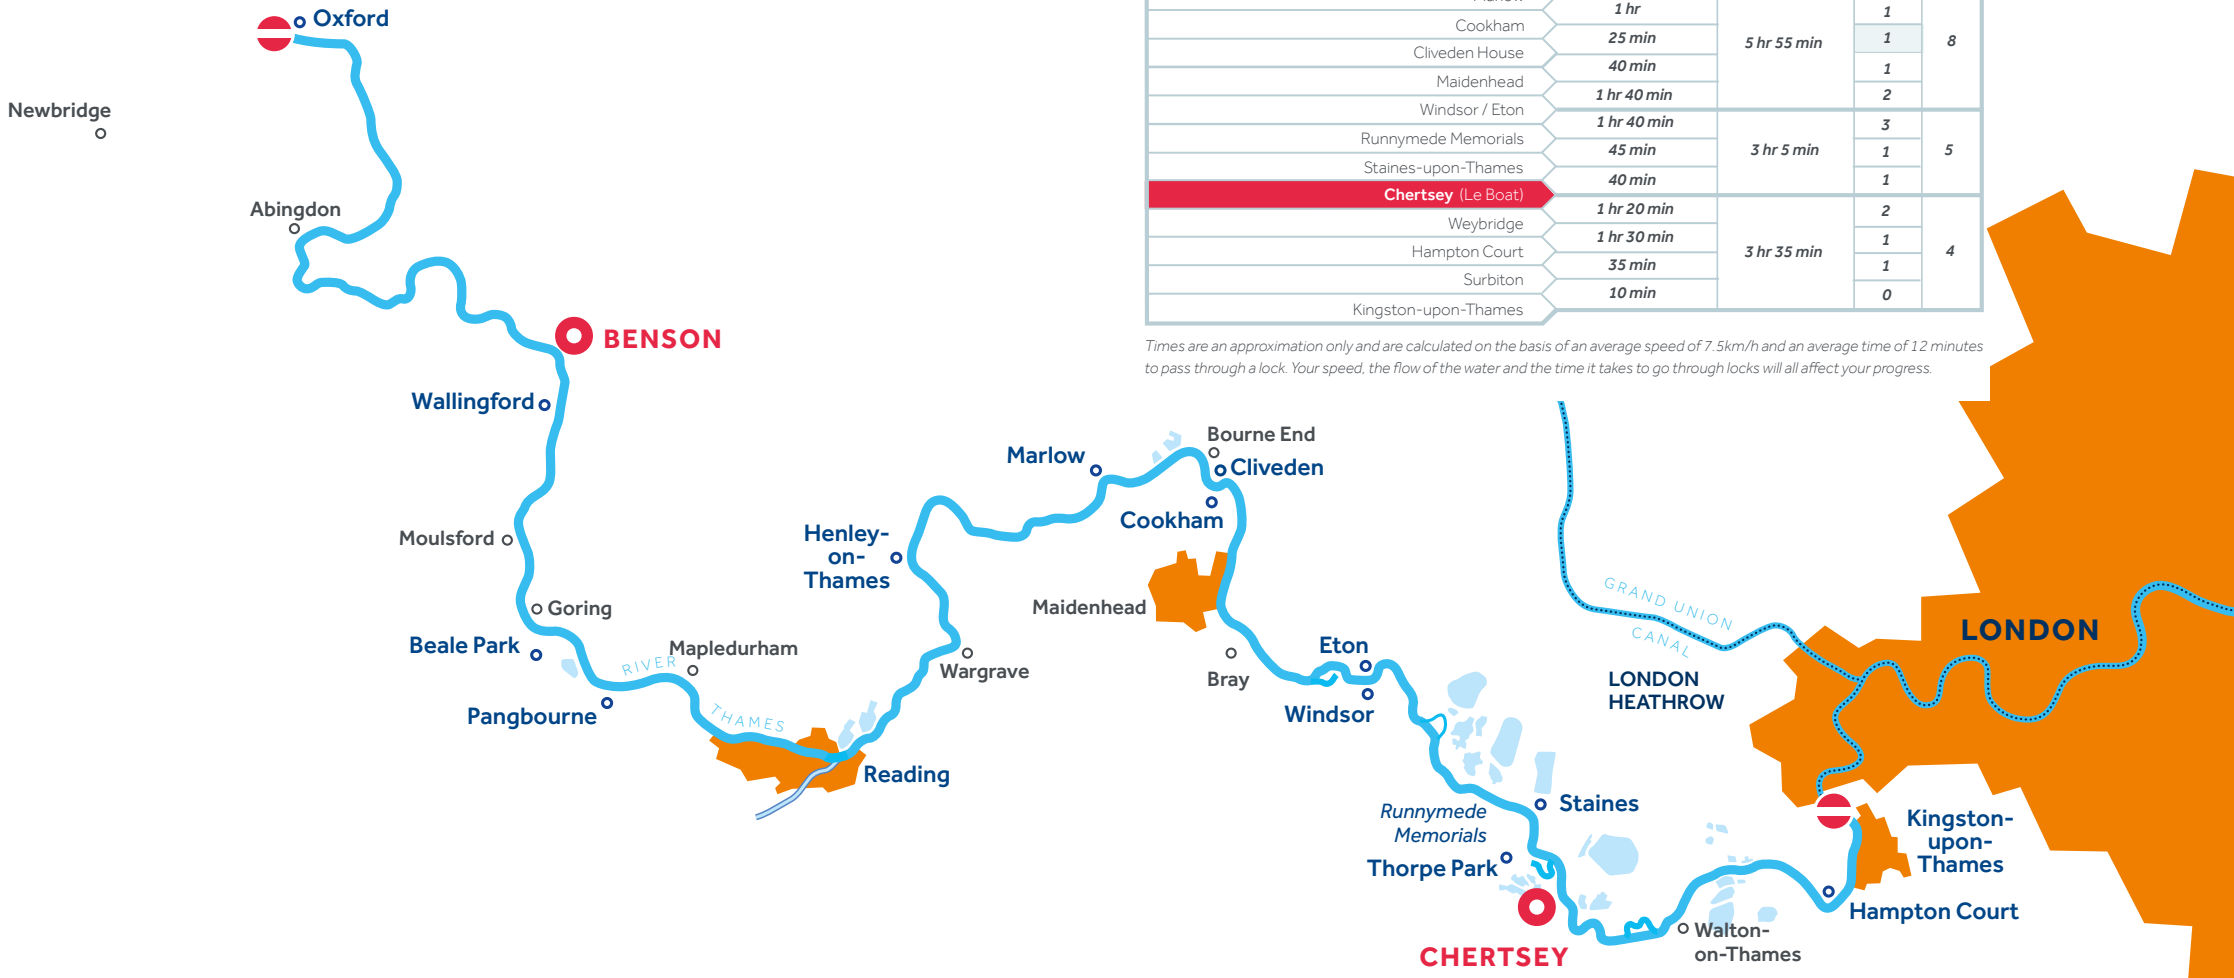 Marlow
1 hr
1
Cookham
25 min
5 hr 55 min
1
8
Cliveden House
40 min
1
Maidenhead
1 hr 40 min
2
Windsor / Eton
1 hr 40 min
3
Runnymede Memorials
45 min
3 hr 5 min
1
5
Staines-upon-Thames
40 min
1
Chertsey (Le Boat)
1 hr 20 min
2
Weybridge
1 hr 30 min
1
Hampton Court
35 min
3 hr 35 min
1
4
Surbiton
10 min
0
Kingston-upon-Thames
Times are an approximation only and are calculated on the basis of an average speed of 7.5km/h and an average time of 12 minutes
to pass through a lock. Your speed, the flow of the water and the time it takes to go through locks will all affect your progress.
Oxford
Newbridge
Abingdon
BENSON
Wallingford
Moulsford
Goring
Beale Park
Pangbourne
RIVER
THAMES
Mapledurham
Reading
Wargrave
Henley-
on-
Thames
Marlow
Bourne End
Cliveden
Cookham
Maidenhead
Bray
Eton
Windsor
Runnymede
Memorials
Staines
Thorpe Park
CHERTSEY
Walton-
on-Thames
Hampton Court
Kingston-
upon-
Thames
GRAND UNION
CANAL
LONDON
HEATHROW
LONDON